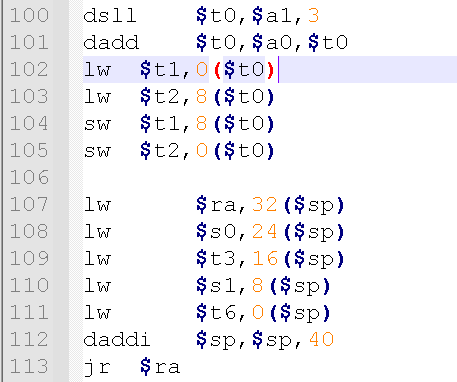 100 dsll $t0,$a1,3
101 dadd $t0,$a0,$t0
102 lw $t1,0($t0)
103 lw $t2,8($t0)
104 sw $t1,8($t0)
105 sw $t2,0($t0)
106
107 lw $ra,32($sp)
108 lw $s0,24($sp)
109 lw $t3,16($sp)
110 lw $s1,8($sp)
111 lw $t6,0($sp)
112 daddi $sp,$sp,40
113 jr $ra